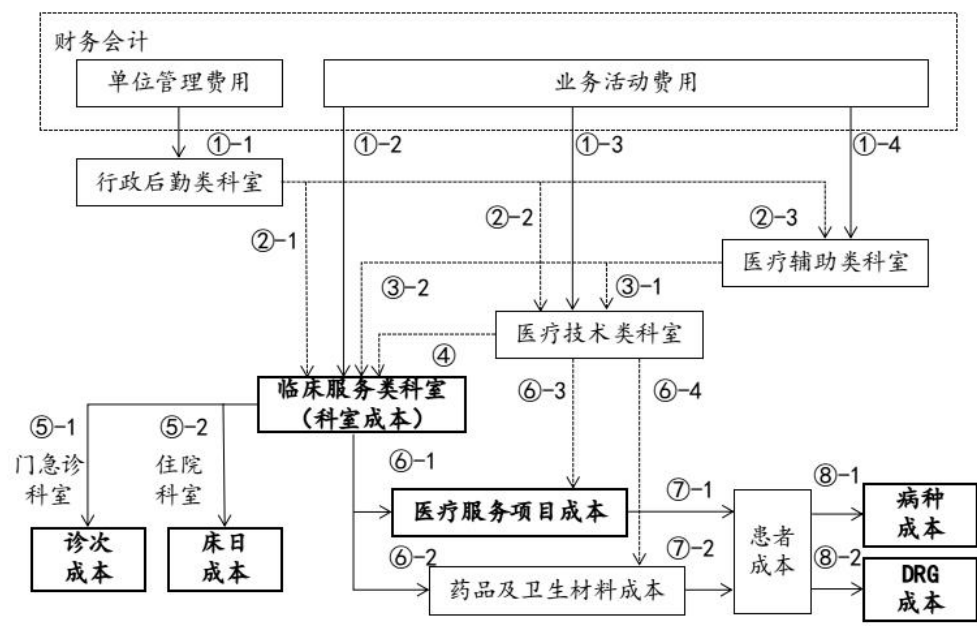 财务会计
单位管理费用
业务活动费用
①-1
①-2
①-3
①-4
行政后勤类科室
②-1
②-2
②-3
医疗辅助类科室
③-2
③-1
医疗技术类科室
④
⑥-3
⑥-4
临床服务类科室
（科室成本）
⑤-1
⑤-2
门急诊
科室
住院
科室
⑥-1
⑦-1
⑧-1
诊次
成本
床日
成本
医疗服务项目成本
患者
成本
病种
成本
⑥-2
⑦-2
⑧-2
药品及卫生材料成本
DRG
成本